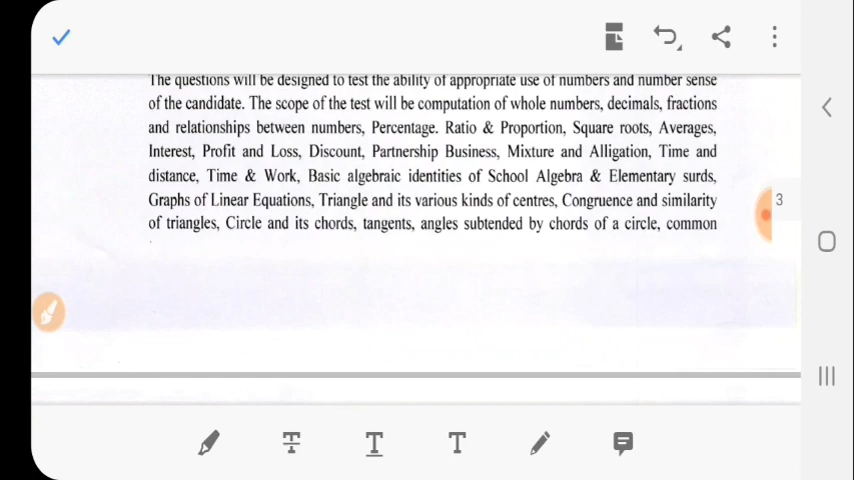 The questions will be designed to test the ability of appropriate use of numbers and number sense
of the candidate. The scope of the test will be computation of whole numbers, decimals, fractions
and relationships between numbers, Percentage. Ratio & Proportion, Square roots, Averages,
Interest, Profit and Loss, Discount, Partnership Business, Mixture and Alligation, Time and
distance, Time & Work, Basic algebraic identities of School Algebra & Elementary surds,
Graphs of Linear Equations, Triangle and its various kinds of centres, Congruence and similarity
3
of triangles, Circle and its chords, tangents, angles subtended by chords of a circle, common
T
T
T